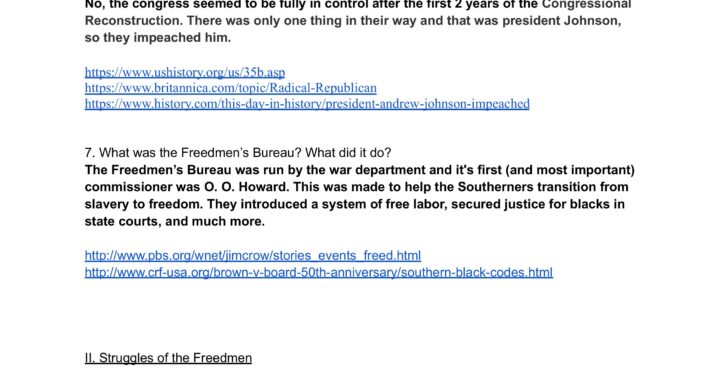 No, the congress seemed to be fully in control after the first 2 years of the Congressional
Reconstruction. There was only one thing in their way and that was president Johnson,
so they impeached him.
https://www.ushistory.org/us/35b.asp
https://www.britannica.com/topic/Radical-Republican
https://www.history.com/this-day-in-history/president-andrew-johnson-impeached
7. What was the Freedmen’s Bureau? What did it do?
The Freedmen’s Bureau was run by the war department and it's first (and most important)
commissioner was O. O. Howard. This was made to help the Southerners transition from
slavery to freedom. They introduced a system of free labor, secured justice for blacks in
state courts, and much more.
http://www.pbs.org/wnet/jimcrow/stories_events_freed.html
http://www.crf-usa.org/brown-v-board-50th-anniversary/southern-black-codes.html
II. Struggles of the Freedmen